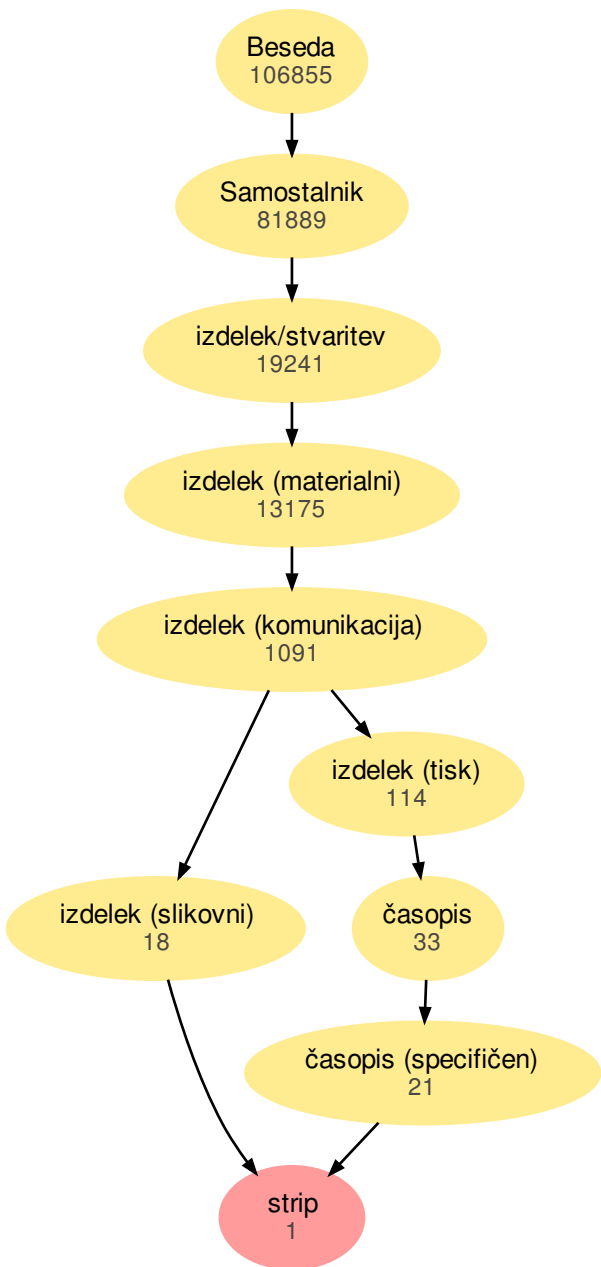 Beseda
106855
Samostalnik
81889
izdelek/stvaritev
19241
izdelek (materialni)
13175
izdelek (komunikacija)
1091
izdelek (tisk)
114
izdelek (slikovni)
18
časopis
33
časopis (specifičen)
21
strip
1